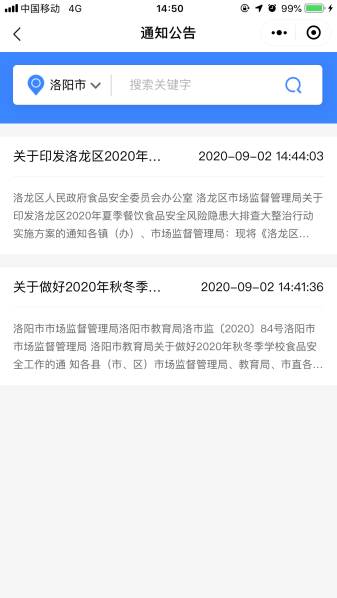 中国移动 4G 14:50 99%
通知公告
洛阳市 搜索关键字
关于印发洛龙区2020年... 2020-09-02 14:44:03
洛龙区人民政府食品安全委员会办公室 洛龙区市场监督管理局关于
印发洛龙区2020年夏季餐饮食品安全风险隐患大排查大整治行动
实施方案的通知各镇（办）、市场监督管理局：现将《洛龙区...
关于做好2020年秋冬季... 2020-09-02 14:41:36
洛阳市市场监督管理局洛阳市教育局洛市监〔2020〕84号洛阳市
市场监督管理局 洛阳市教育局关于做好2020年秋冬季学校食品安
全工作的通 知各县（市、区）市场监督管理局、教育局、市直各...